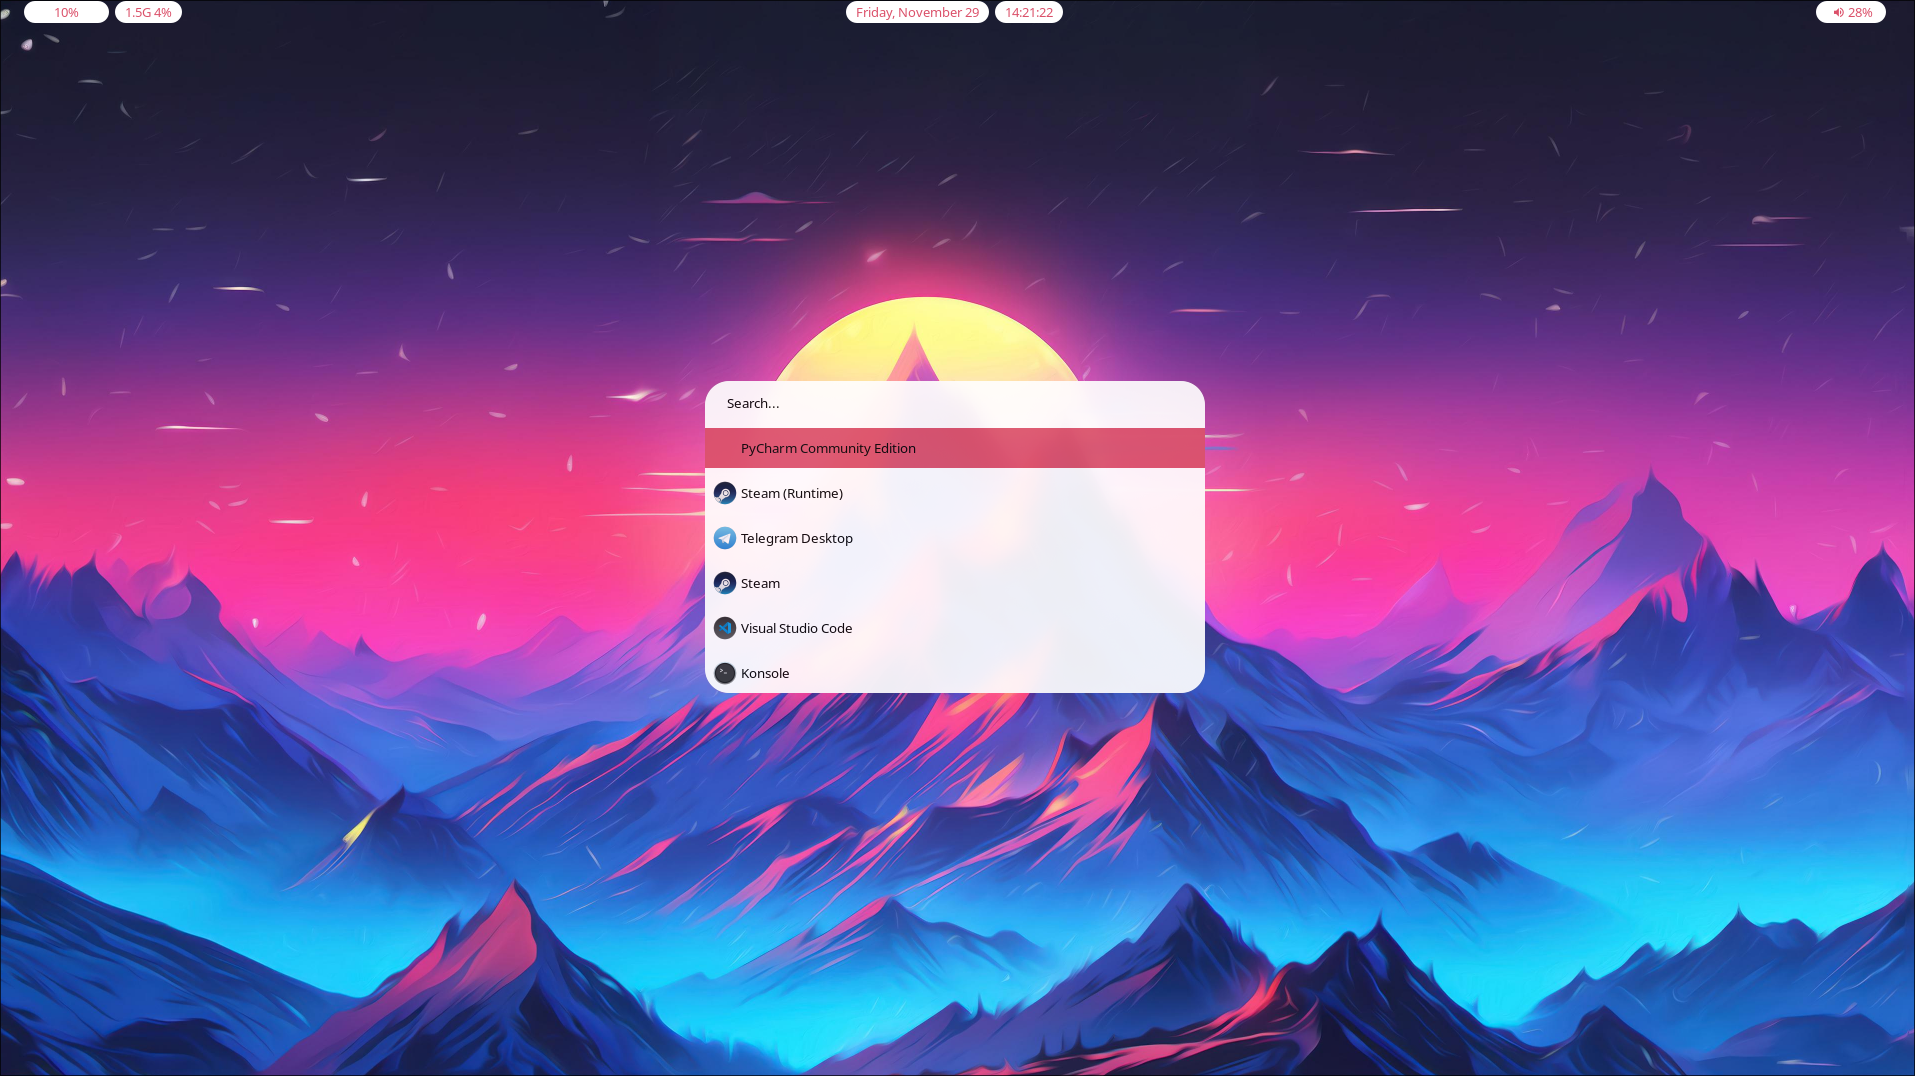 10%
1.5G 4%
Friday, November 29
14:21:22
28%
Search...
PyCharm Community Edition
Steam (Runtime)
Telegram Desktop
Steam
Visual Studio Code
Konsole